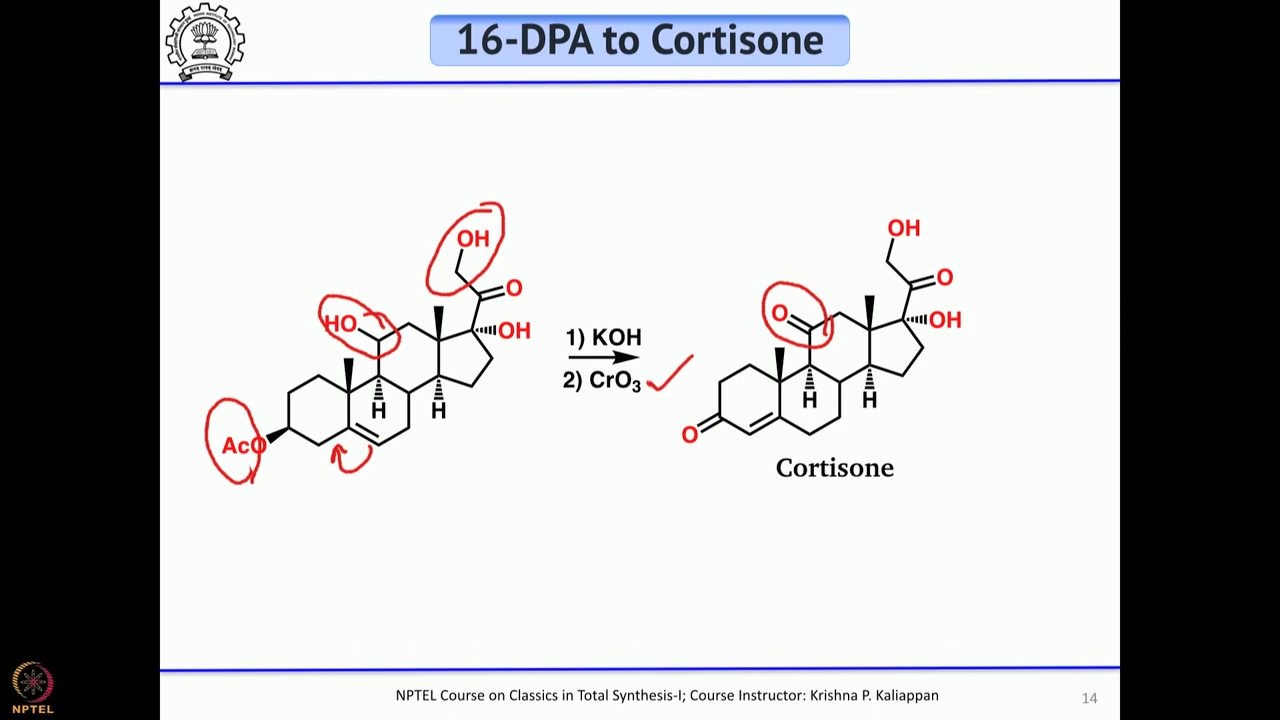 16-DPA to Cortisone
OH
O
HO
OH
AcO
H
H
1) KOH
2) CrO₃
OH
O
O
OH
H
H
O
Cortisone
NPTEL
NPTEL Course on Classics in Total Synthesis-I; Course Instructor: Krishna P. Kaliappan
14